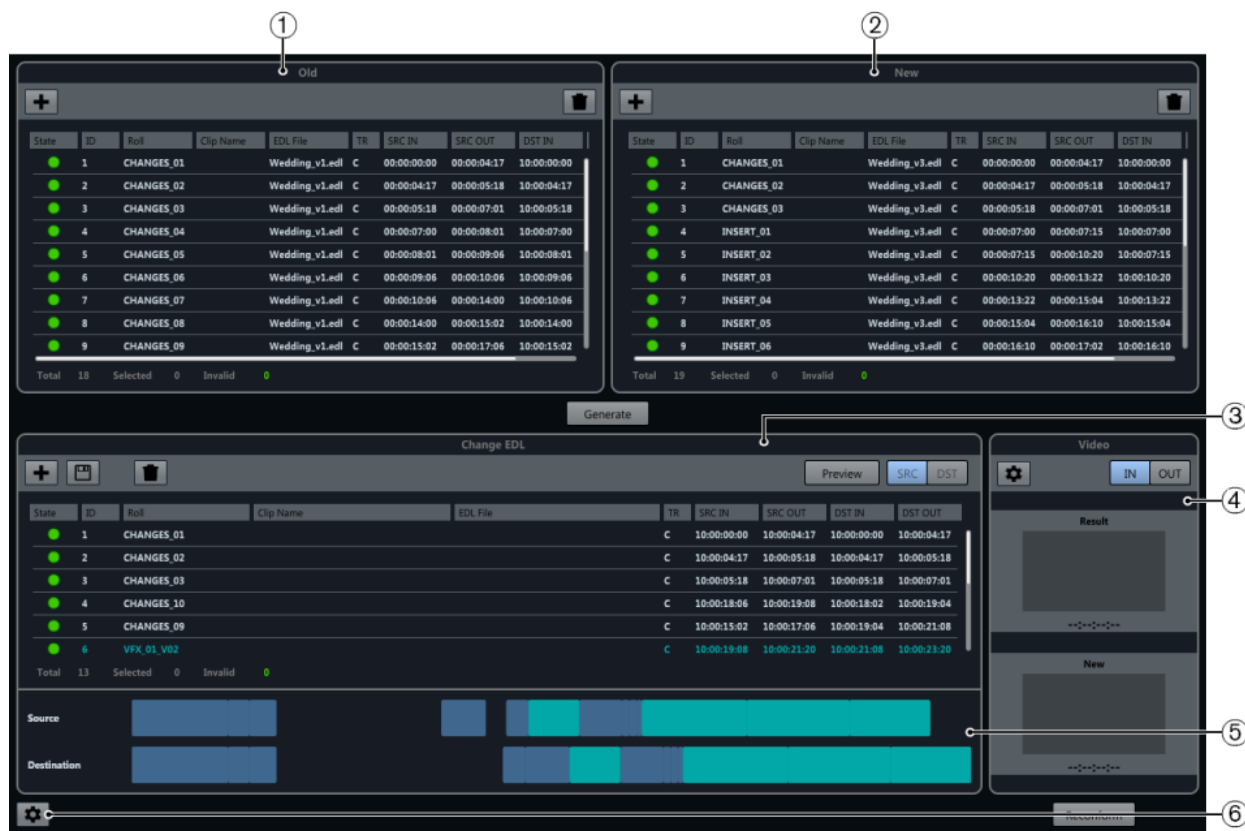 1
2
Old
New
State ID Roll Clip Name EDL File TR SRC IN SRC OUT DST IN
1 CHANGES_01 Wedding_v1.edl C 00:00:00:00 00:00:04:17 10:00:00:00
2 CHANGES_02 Wedding_v1.edl C 00:00:04:17 00:00:05:18 10:00:04:17
3 CHANGES_03 Wedding_v1.edl C 00:00:05:18 00:00:07:01 10:00:05:18
4 CHANGES_04 Wedding_v1.edl C 00:00:07:00 00:00:08:01 10:00:07:00
5 CHANGES_05 Wedding_v1.edl C 00:00:08:01 00:00:09:06 10:00:08:01
6 CHANGES_06 Wedding_v1.edl C 00:00:09:06 00:00:10:06 10:00:09:06
7 CHANGES_07 Wedding_v1.edl C 00:00:10:06 00:00:14:00 10:00:10:06
8 CHANGES_08 Wedding_v1.edl C 00:00:14:00 00:00:15:02 10:00:14:00
9 CHANGES_09 Wedding_v1.edl C 00:00:15:02 00:00:17:06 10:00:15:02
Total 18 Selected 0 Invalid 0
State ID Roll Clip Name EDL File TR SRC IN SRC OUT DST IN
1 CHANGES_01 Wedding_v3.edl C 00:00:00:00 00:00:04:17 10:00:00:00
2 CHANGES_02 Wedding_v3.edl C 00:00:04:17 00:00:05:18 10:00:04:17
3 CHANGES_03 Wedding_v3.edl C 00:00:05:18 00:00:07:01 10:00:05:18
4 INSERT_01 Wedding_v3.edl C 00:00:07:00 00:00:07:15 10:00:07:00
5 INSERT_02 Wedding_v3.edl C 00:00:07:15 00:00:10:20 10:00:07:15
6 INSERT_03 Wedding_v3.edl C 00:00:10:20 00:00:13:22 10:00:10:20
7 INSERT_04 Wedding_v3.edl C 00:00:13:22 00:00:15:04 10:00:13:22
8 INSERT_05 Wedding_v3.edl C 00:00:15:04 00:00:16:10 10:00:15:04
9 INSERT_06 Wedding_v3.edl C 00:00:16:10 00:00:17:02 10:00:16:10
Total 19 Selected 0 Invalid 0
Generate
3
Change EDL
Preview SRC DST
State ID Roll Clip Name EDL File TR SRC IN SRC OUT DST IN DST OUT
1 CHANGES_01 C 10:00:00:00 10:00:04:17 10:00:00:00 10:00:04:17
2 CHANGES_02 C 10:00:04:17 10:00:05:18 10:00:04:17 10:00:05:18
3 CHANGES_03 C 10:00:05:18 10:00:07:01 10:00:05:18 10:00:07:01
4 CHANGES_10 C 10:00:18:06 10:00:19:08 10:00:18:02 10:00:19:04
5 CHANGES_09 C 10:00:15:02 10:00:17:06 10:00:19:04 10:00:21:08
6 VFX_01_V02 C 10:00:19:08 10:00:21:20 10:00:21:08 10:00:23:20
Total 13 Selected 0 Invalid 0
Source
Destination
Video
IN OUT
4
Result
--:--:--:--
New
--:--:--:--
5
Reconform
6